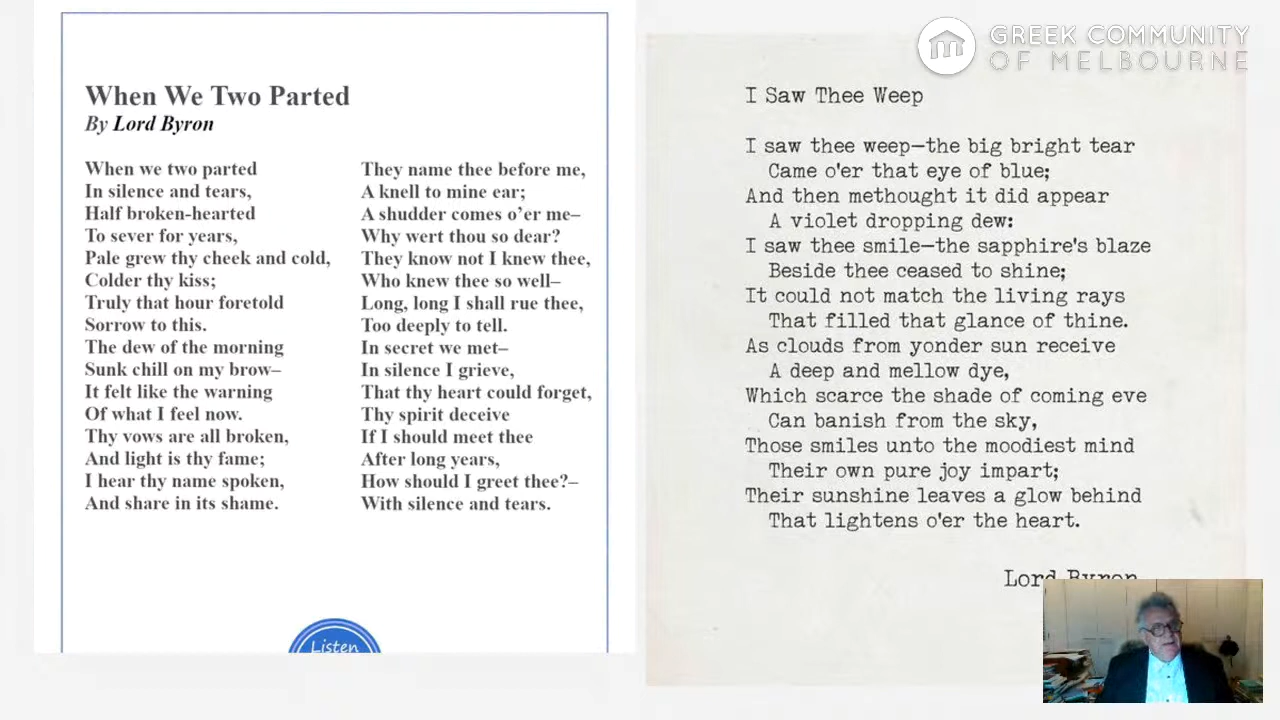 GREEK COMMUNITY
OF MELBOURNE
When We Two Parted
By Lord Byron
When we two parted
In silence and tears,
Half broken-hearted
To sever for years,
Pale grew thy cheek and cold,
Colder thy kiss;
Truly that hour foretold
Sorrow to this.
The dew of the morning
Sunk chill on my brow–
It felt like the warning
Of what I feel now.
Thy vows are all broken,
And light is thy fame;
I hear thy name spoken,
And share in its shame.
They name thee before me,
A knell to mine ear;
A shudder comes o’er me–
Why wert thou so dear?
They know not I knew thee,
Who knew thee so well–
Long, long I shall rue thee,
Too deeply to tell.
In secret we met–
In silence I grieve,
That thy heart could forget,
Thy spirit deceive
If I should meet thee
After long years,
How should I greet thee?–
With silence and tears.
Listen
I Saw Thee Weep
I saw thee weep—the big bright tear
Came o'er that eye of blue;
And then methought it did appear
A violet dropping dew:
I saw thee smile—the sapphire's blaze
Beside thee ceased to shine;
It could not match the living rays
That filled that glance of thine.
As clouds from yonder sun receive
A deep and mellow dye,
Which scarce the shade of coming eve
Can banish from the sky,
Those smiles unto the moodiest mind
Their own pure joy impart;
Their sunshine leaves a glow behind
That lightens o'er the heart.
Lord Byron